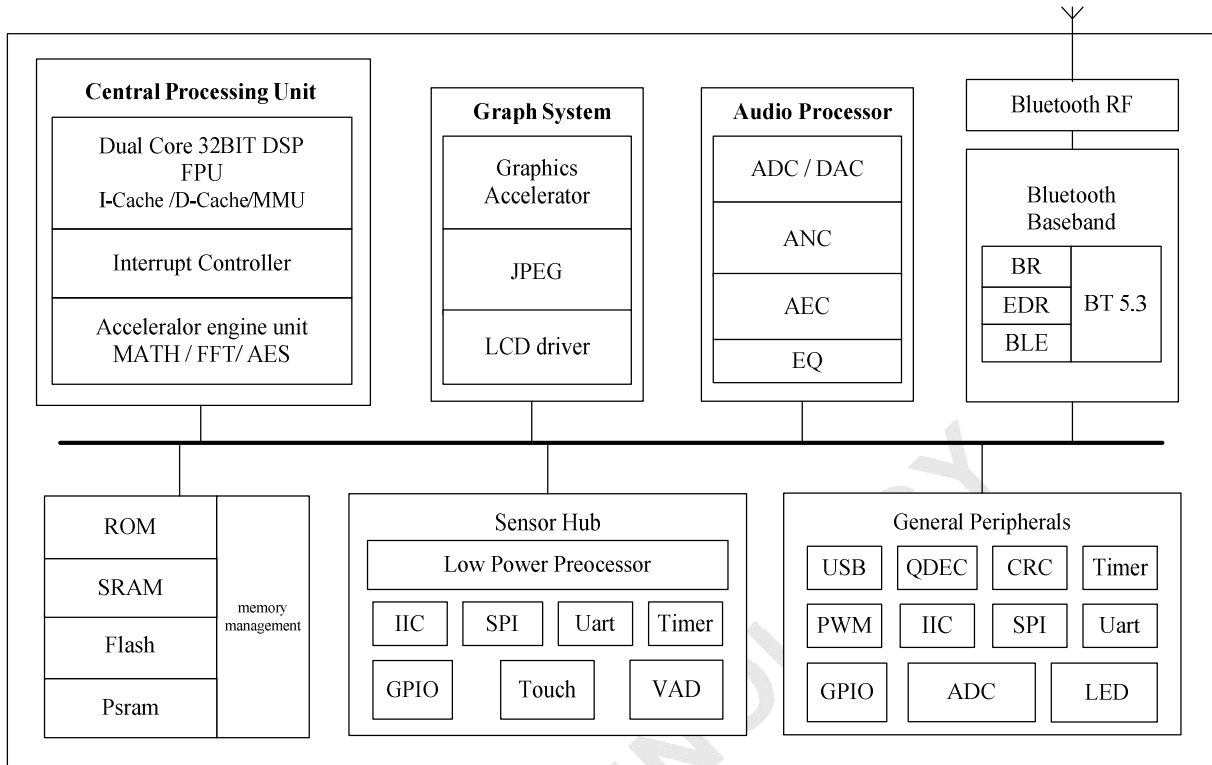 Central Processing Unit
Dual Core 32BIT DSP
FPU
I-Cache /D-Cache/MMU
Interrupt Controller
Acceleralor engine unit
MATH / FFT/ AES
Graph System
Graphics
Accelerator
JPEG
LCD driver
Audio Processor
ADC / DAC
ANC
AEC
EQ
Bluetooth RF
Bluetooth
Baseband
BR
EDR
BLE
BT 5.3
ROM
SRAM
Flash
Psram
memory
management
Sensor Hub
Low Power Preocessor
IIC
SPI
Uart
Timer
GPIO
Touch
VAD
General Peripherals
USB
QDEC
CRC
Timer
PWM
IIC
SPI
Uart
GPIO
ADC
LED